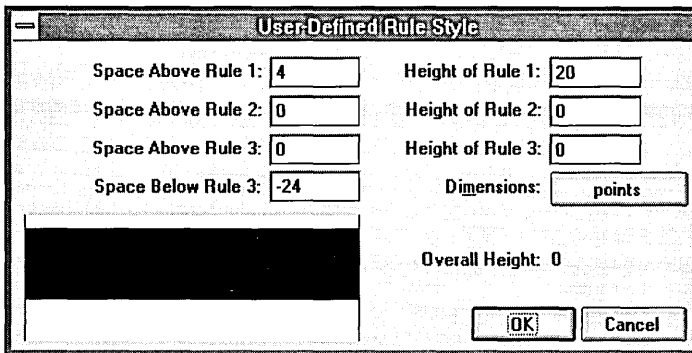 User-Defined Rule Style
Space Above Rule 1: 4 Height of Rule 1: 20
Space Above Rule 2: 0 Height of Rule 2: 0
Space Above Rule 3: 0 Height of Rule 3: 0
Space Below Rule 3: -24 Dimensions: points
Overall Height: 0
OK Cancel